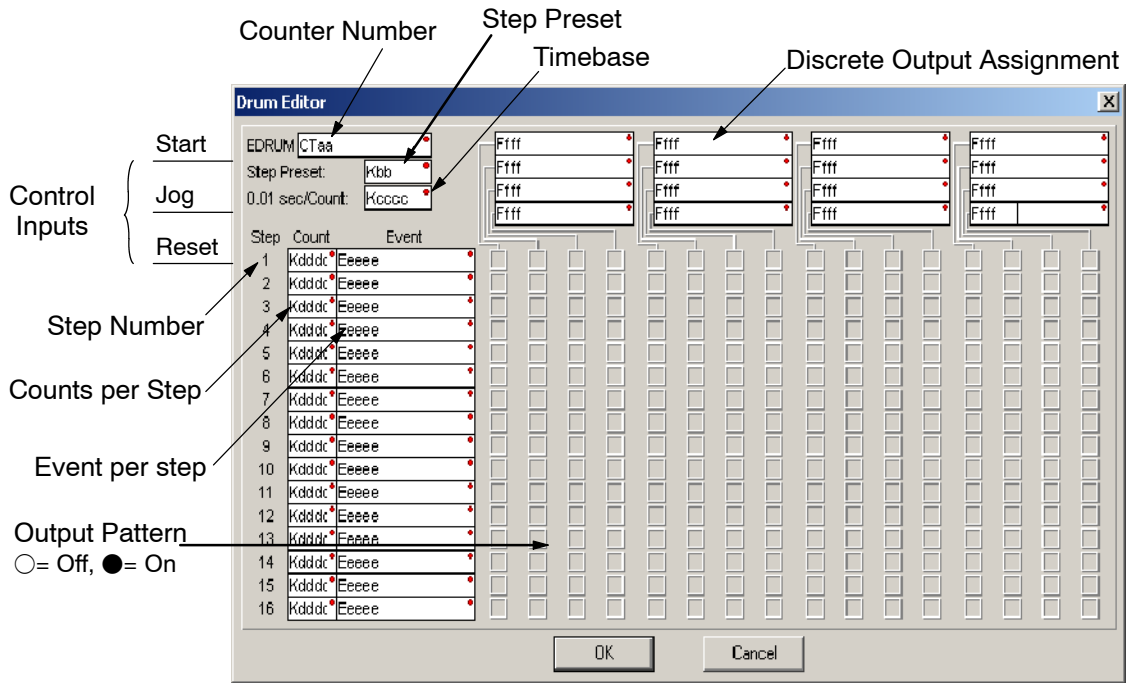 Step Preset
Counter Number
Timebase
Discrete Output Assignment
Drum Editor
X
Start
EDRUM CTaa
Ffff Ffff Ffff Ffff
Step Preset: Kbb
Ffff Ffff Ffff Ffff
Control
Inputs
Jog
0.01 sec/Count: Kcccc
Ffff Ffff Ffff Ffff
Ffff Ffff Ffff Ffff
Reset
Step Count Event
1 Kdddd Eeeee
2 Kdddd Eeeee
3 Kdddd Eeeee
Step Number
4 Kdddd Eeeee
5 Kdddd Eeeee
Counts per Step
6 Kdddd Eeeee
7 Kdddd Eeeee
8 Kdddd Eeeee
9 Kdddd Eeeee
Event per step
10 Kdddd Eeeee
11 Kdddd Eeeee
12 Kdddd Eeeee
Output Pattern
13 Kdddd Eeeee
○= Off, ●= On
14 Kdddd Eeeee
15 Kdddd Eeeee
16 Kdddd Eeeee
OK Cancel